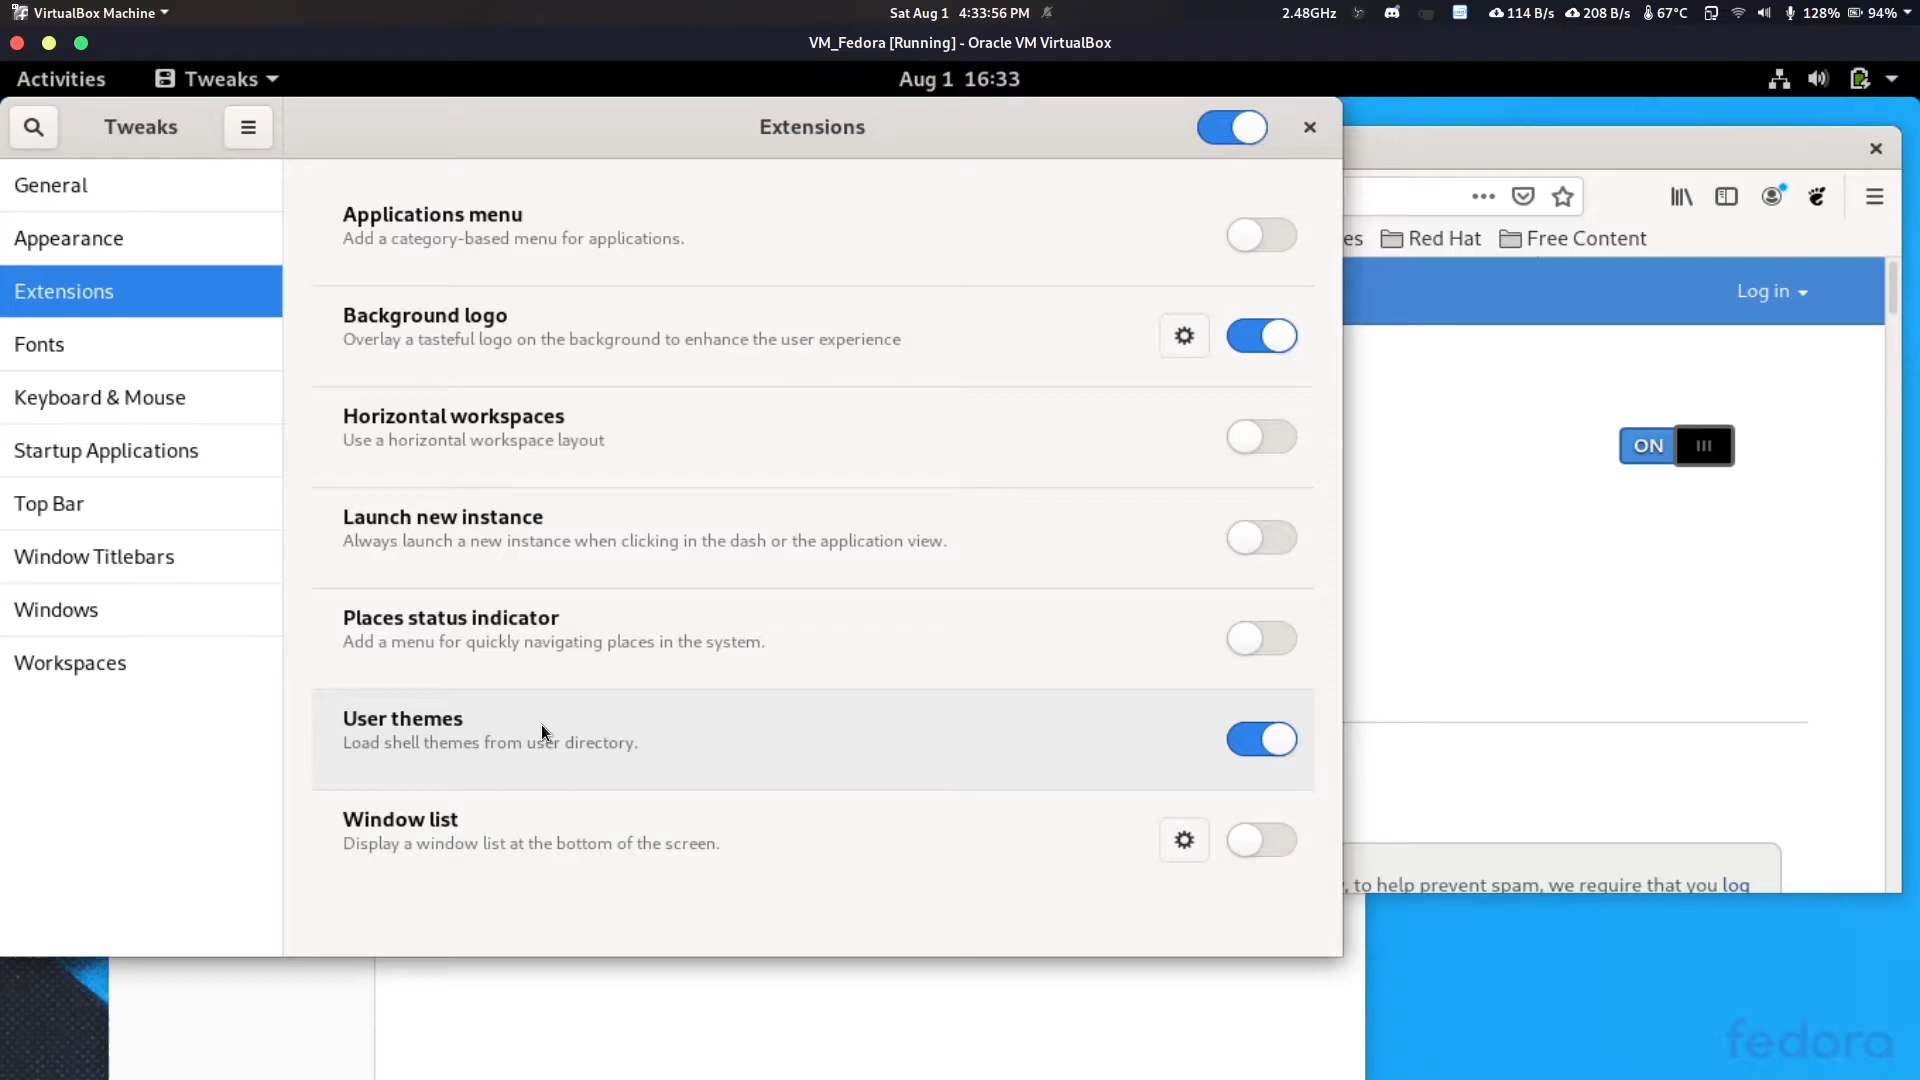 VirtualBox Machine
Sat Aug 1 4:33:56 PM
2.48GHz
114 B/s
208 B/s
67°C
128%
94%
VM_Fedora [Running] - Oracle VM VirtualBox
Activities
Tweaks
Aug 1 16:33
Tweaks
Extensions
General
Appearance
Extensions
Fonts
Keyboard & Mouse
Startup Applications
Top Bar
Window Titlebars
Windows
Workspaces
Applications menu
Add a category-based menu for applications.
Background logo
Overlay a tasteful logo on the background to enhance the user experience
Horizontal workspaces
Use a horizontal workspace layout
Launch new instance
Always launch a new instance when clicking in the dash or the application view.
Places status indicator
Add a menu for quickly navigating places in the system.
User themes
Load shell themes from user directory.
Window list
Display a window list at the bottom of the screen.
es
Red Hat
Free Content
Log in
ON
, to help prevent spam, we require that you log
fedora